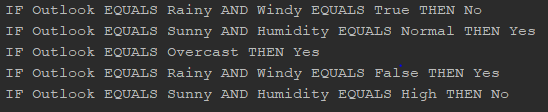 IF Outlook EQUALS Rainy AND Windy EQUALS True THEN No
IF Outlook EQUALS Sunny AND Humidity EQUALS Normal THEN Yes
IF Outlook EQUALS Overcast THEN Yes
IF Outlook EQUALS Rainy AND Windy EQUALS False THEN Yes
IF Outlook EQUALS Sunny AND Humidity EQUALS High THEN No